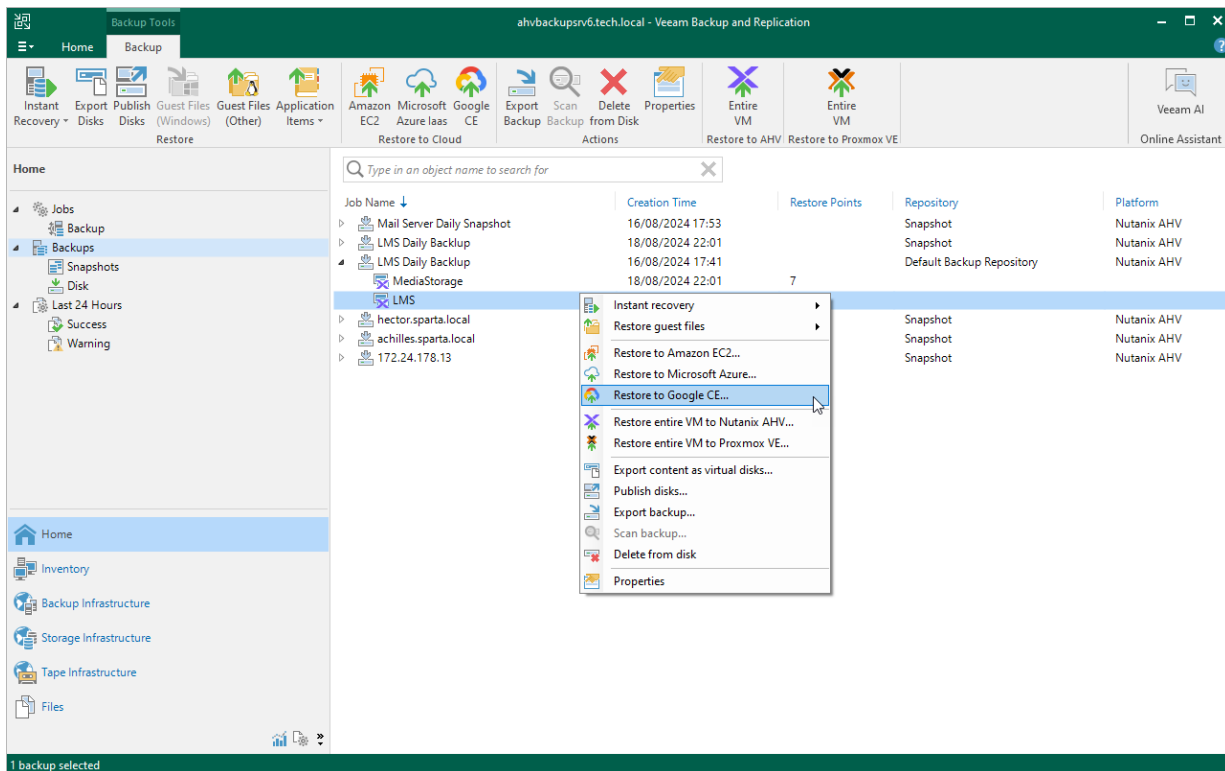 Backup Tools
ahvbackupsrv6.tech.local - Veeam Backup and Replication
Home Backup
Instant Recovery Export Disks Publish Disks Guest Files (Windows) Guest Files (Other) Application Items Amazon EC2 Microsoft Azure Iaas Google CE Export Backup Scan Backup Delete from Disk Properties Entire VM Entire VM Veeam AI
Restore Restore to Cloud Actions Restore to AHV Restore to Proxmox VE Online Assistant
Home
Type in an object name to search for
Jobs
Backup
Backups
Snapshots
Disk
Last 24 Hours
Success
Warning
Job Name Creation Time Restore Points Repository Platform
Mail Server Daily Snapshot 16/08/2024 17:53 Snapshot Nutanix AHV
LMS Daily Backlup 18/08/2024 22:01 Snapshot Nutanix AHV
LMS Daily Backlup 16/08/2024 17:41 Default Backup Repository Nutanix AHV
MediaStorage 18/08/2024 22:01 7
LMS
hector.sparta.local Snapshot Nutanix AHV
achilles.sparta.local Snapshot Nutanix AHV
172.24.178.13 Snapshot Nutanix AHV
Instant recovery
Restore guest files
Restore to Amazon EC2...
Restore to Microsoft Azure...
Restore to Google CE...
Restore entire VM to Nutanix AHV...
Restore entire VM to Proxmox VE...
Export content as virtual disks...
Publish disks...
Export backup...
Scan backup...
Delete from disk
Properties
Home
Inventory
Backup Infrastructure
Storage Infrastructure
Tape Infrastructure
Files
1 backup selected